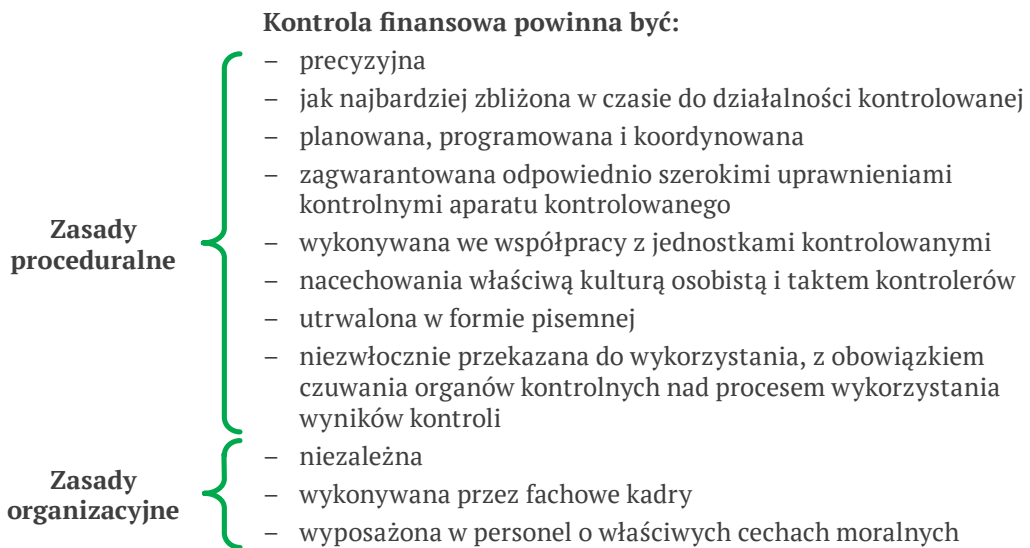 Kontrola finansowa powinna być:
– precyzyjna
– jak najbardziej zbliżona w czasie do działalności kontrolowanej
– planowana, programowana i koordynowana
– zagwarantowana odpowiednio szerokimi uprawnieniami
kontrolnymi aparatu kontrolowanego
Zasady
proceduralne
– wykonywana we współpracy z jednostkami kontrolowanymi
– nacechowania właściwą kulturą osobistą i taktem kontrolerów
– utrwalona w formie pisemnej
– niezwłocznie przekazana do wykorzystania, z obowiązkiem
czuwania organów kontrolnych nad procesem wykorzystania
wyników kontroli
Zasady
organizacyjne
– niezależna
– wykonywana przez fachowe kadry
– wyposażona w personel o właściwych cechach moralnych